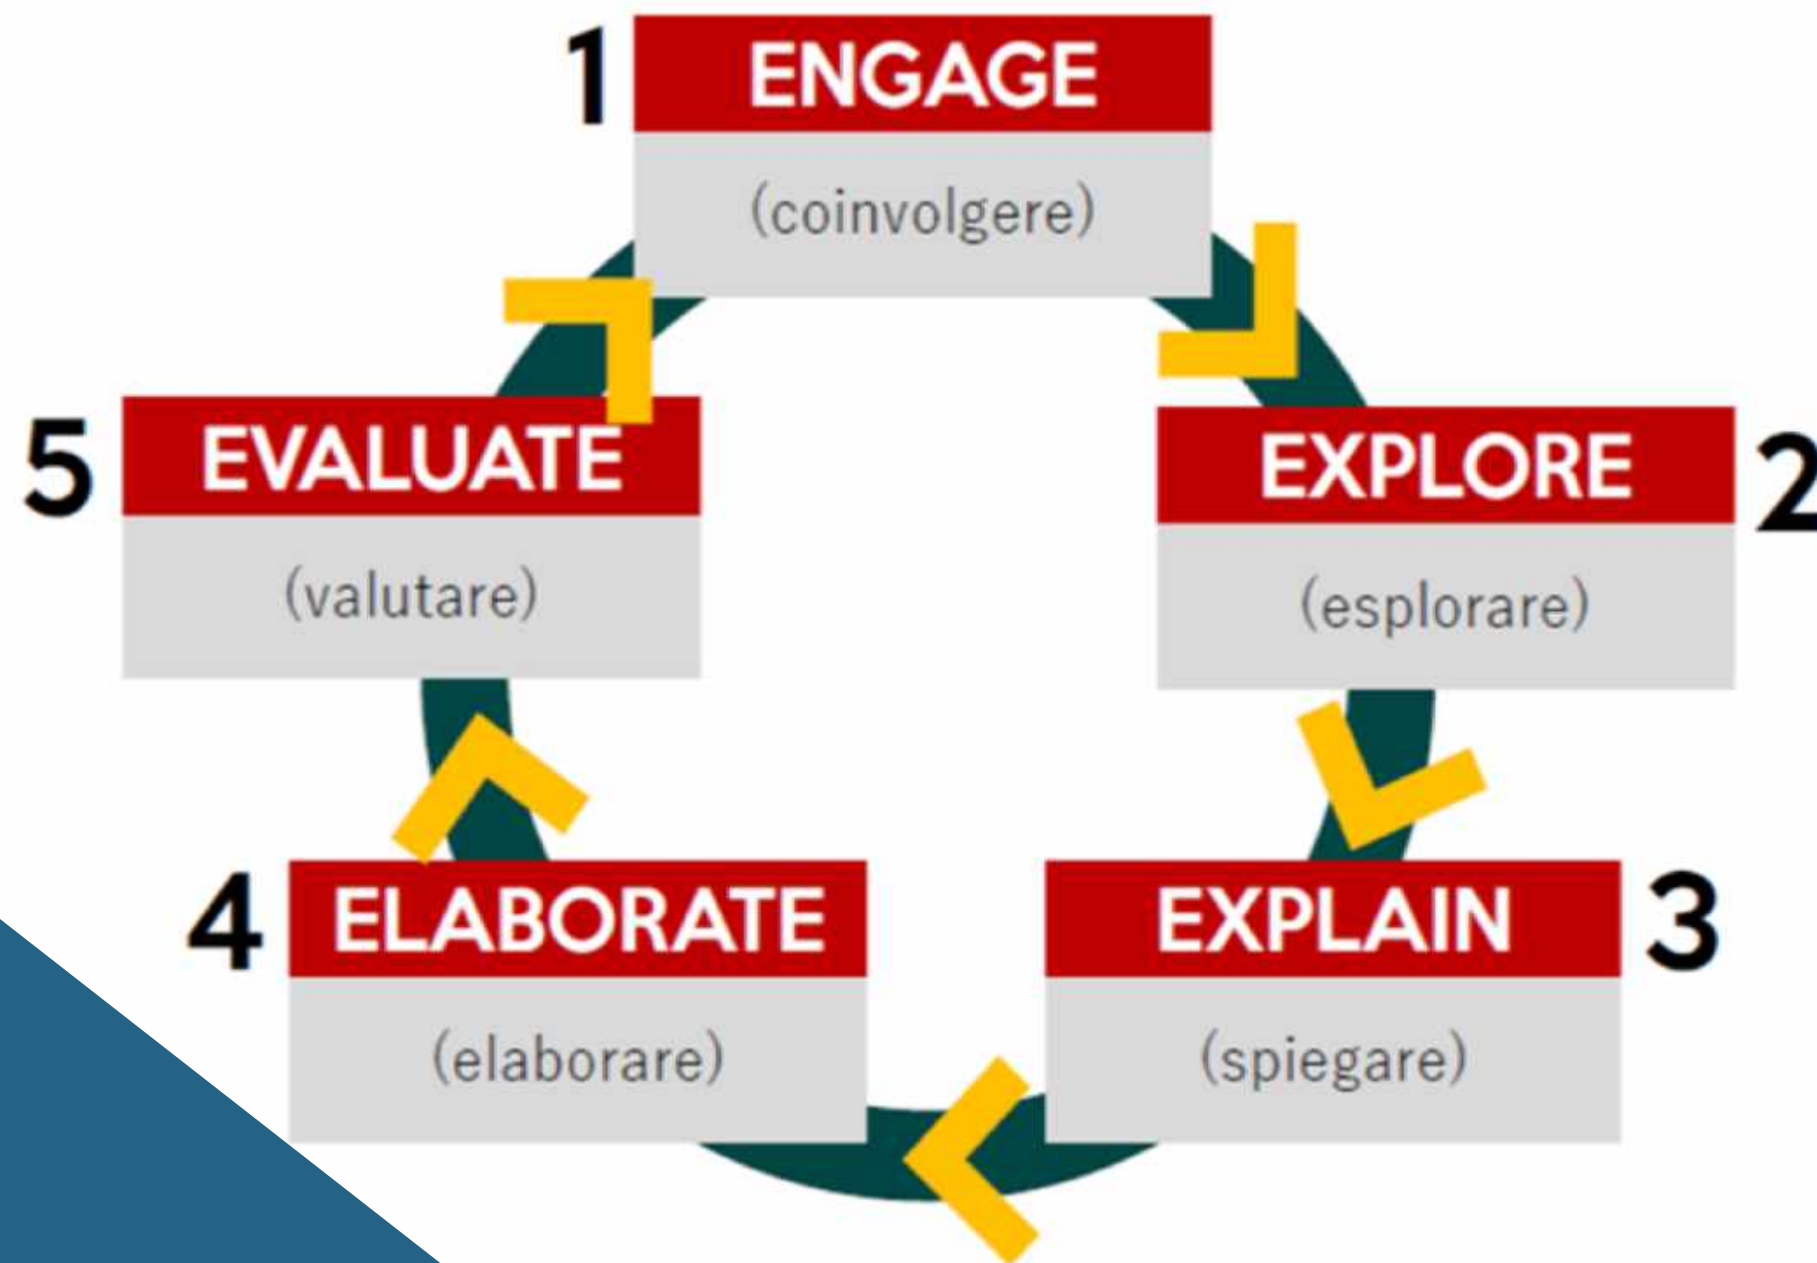 1
ENGAGE
(coinvolgere)
2
EXPLORE
(esplorare)
3
EXPLAIN
(spiegare)
4
ELABORATE
(elaborare)
5
EVALUATE
(valutare)